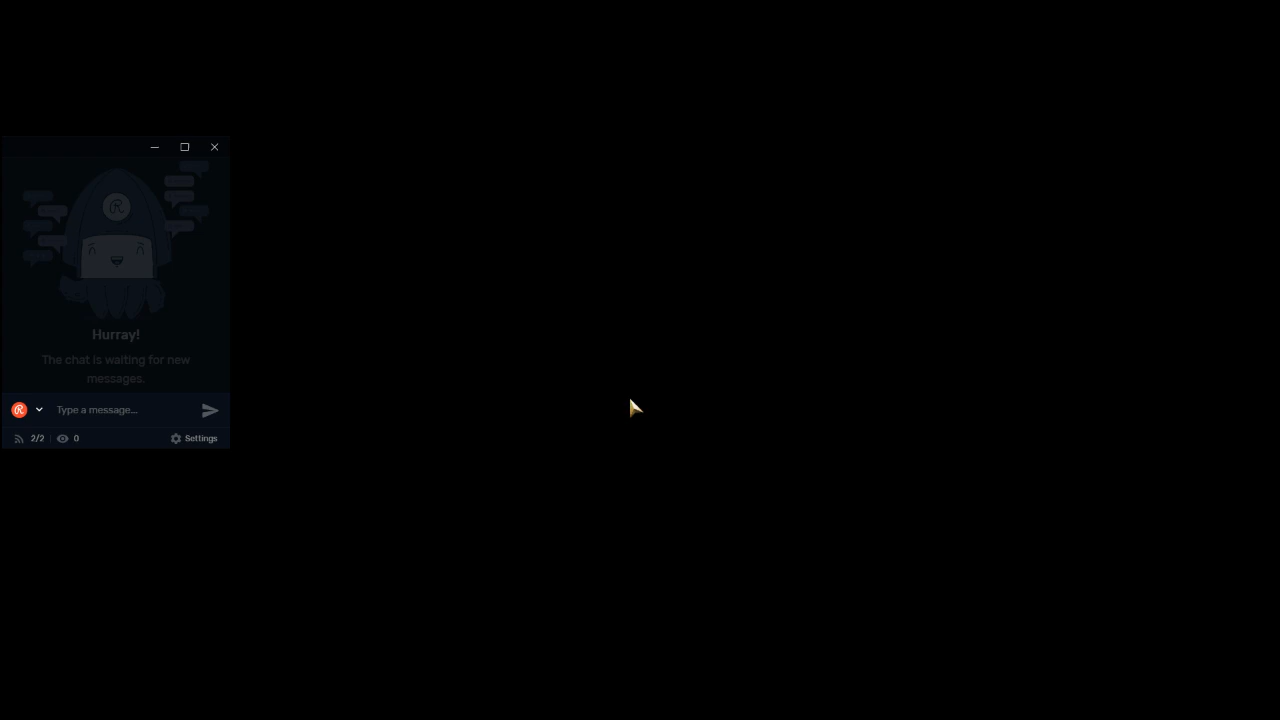 Hurray!
The chat is waiting for new
messages.
Type a message...
2/2
0
Settings